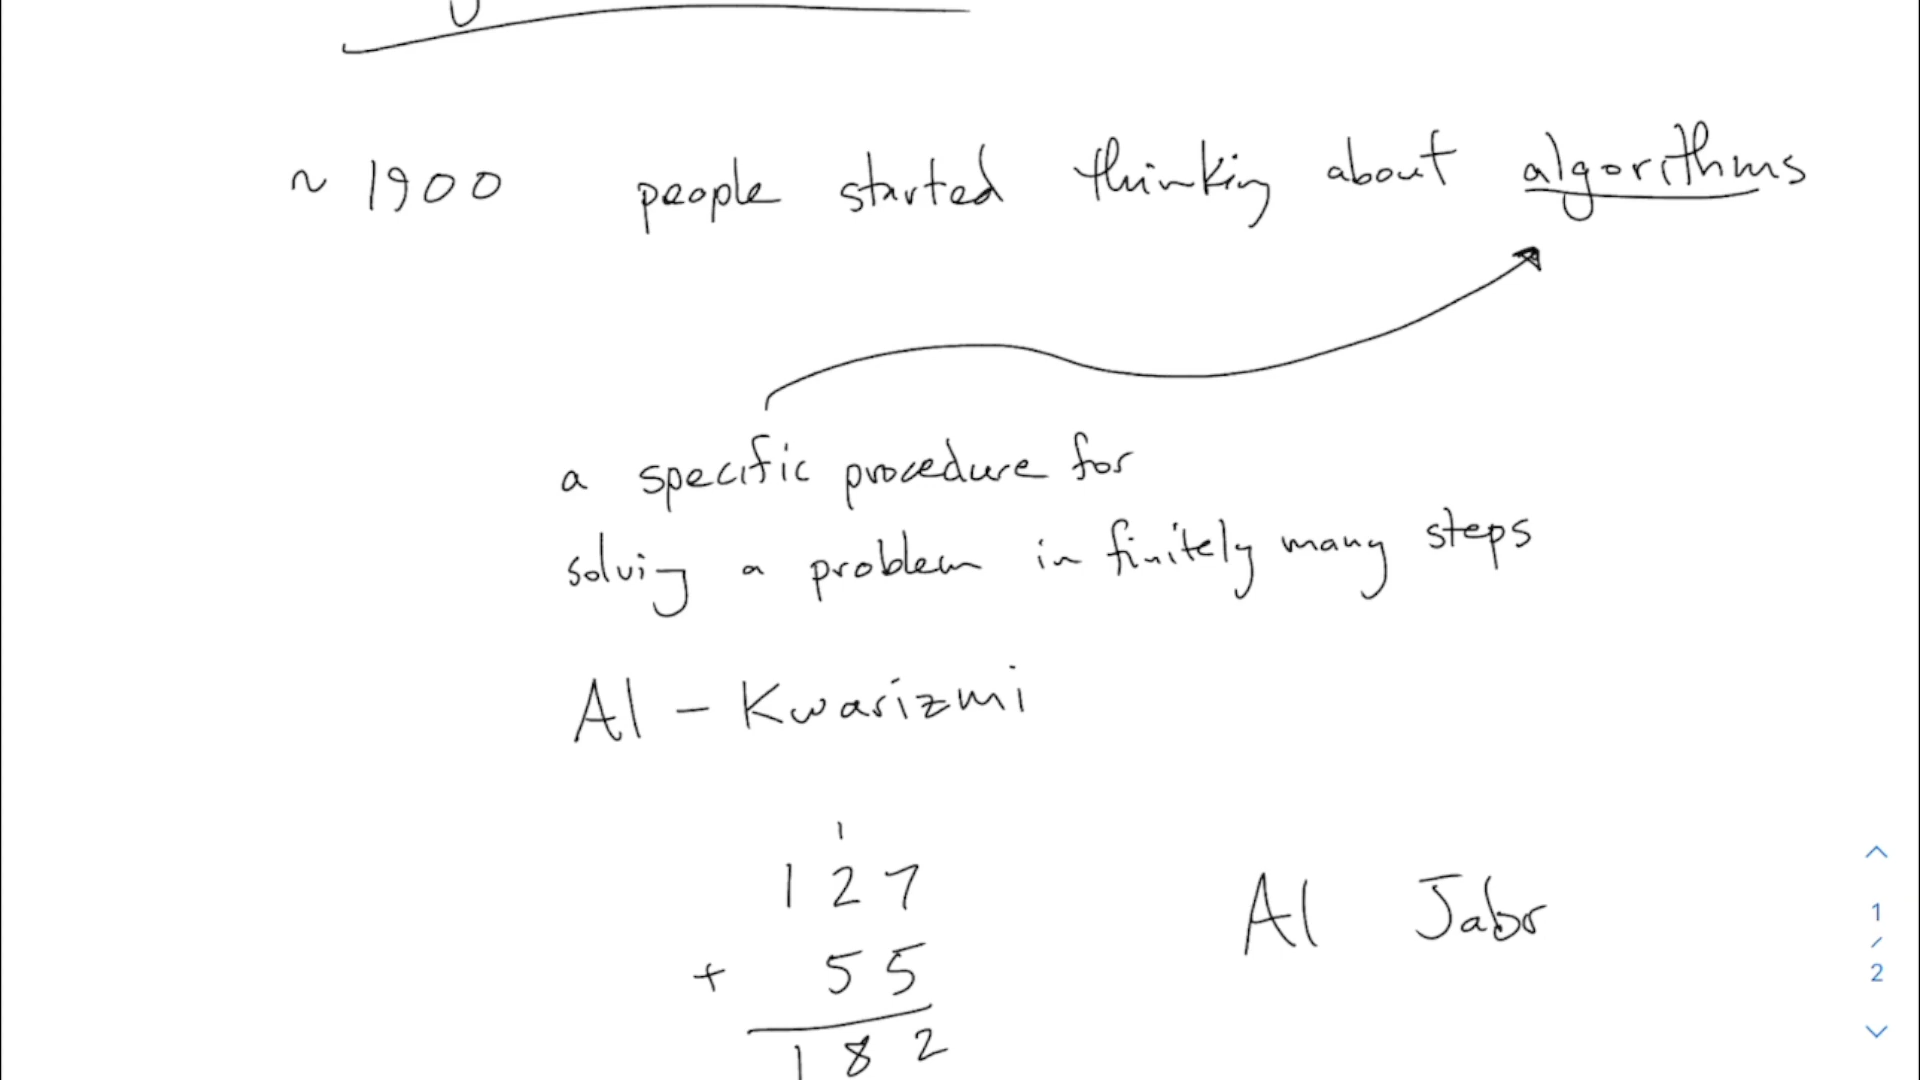 ~ 1900 people started thinking about algorithms
a specific procedure for
solving a problem in finitely many steps
Al - Kwarizmi
1
127
+ 55
182
Al Jabr
1
/
2